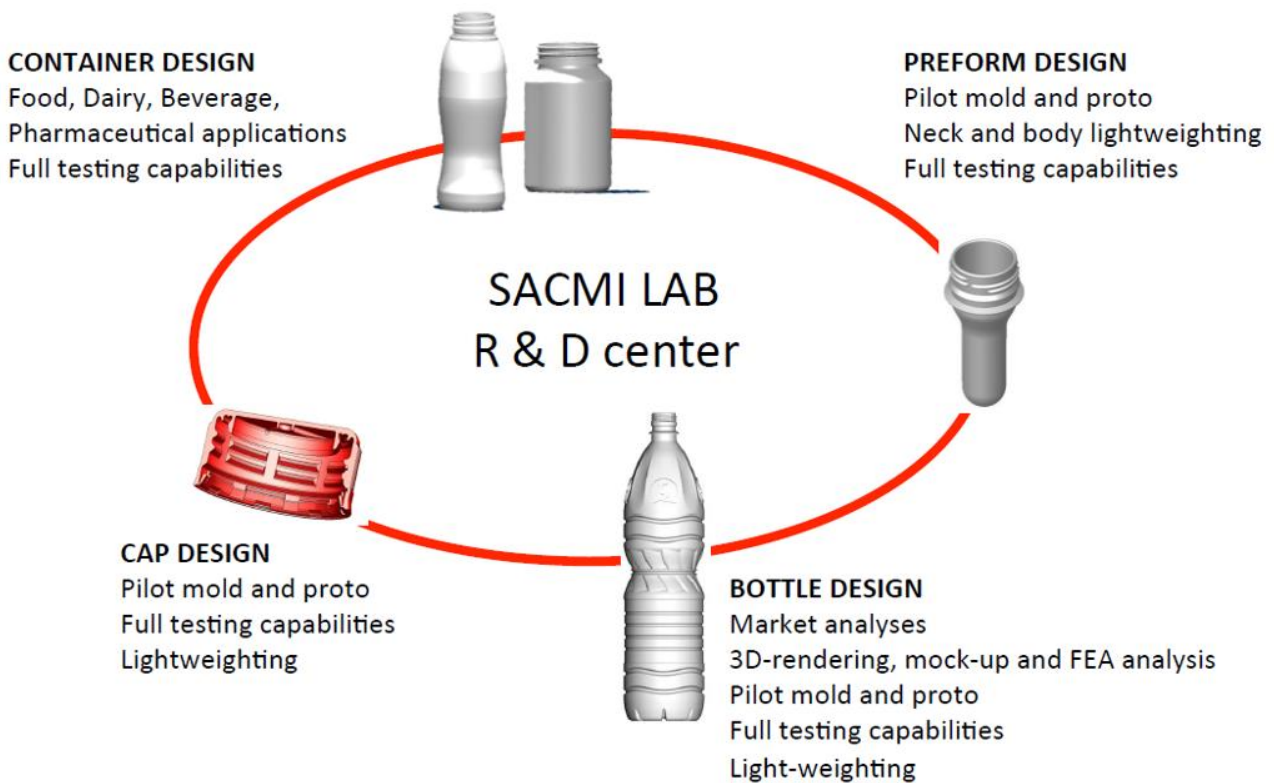 CONTAINER DESIGN
Food, Dairy, Beverage,
Pharmaceutical applications
Full testing capabilities
PREFORM DESIGN
Pilot mold and proto
Neck and body lightweighting
Full testing capabilities
SACMI LAB
R & D center
CAP DESIGN
Pilot mold and proto
Full testing capabilities
Lightweighting
BOTTLE DESIGN
Market analyses
3D-rendering, mock-up and FEA analysis
Pilot mold and proto
Full testing capabilities
Light-weighting